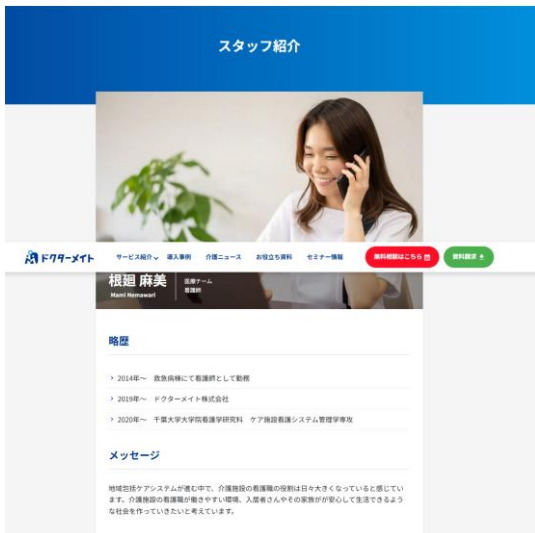 スタッフ紹介
ドクターメイト サービス紹介 導入事例 介護ニュース お役立ち資料 セミナー情報 無料相談はこちら 資料請求
根廻 麻美 医療チーム
看護師
Mami Nemawari
略歴
2014年〜 救急病棟にて看護師として勤務
2019年〜 ドクターメイト株式会社
2020年〜 千葉大学大学院看護学研究科 ケア施設看護システム管理学専攻
メッセージ
地域包括ケアシステムが進む中で、介護施設の看護職の役割は日々大きくなっていると感じてい
ます。介護施設の看護職が働きやすい環境、入居者さんやその家族がが安心して生活できるよう
な社会を作っていきたいと考えています。